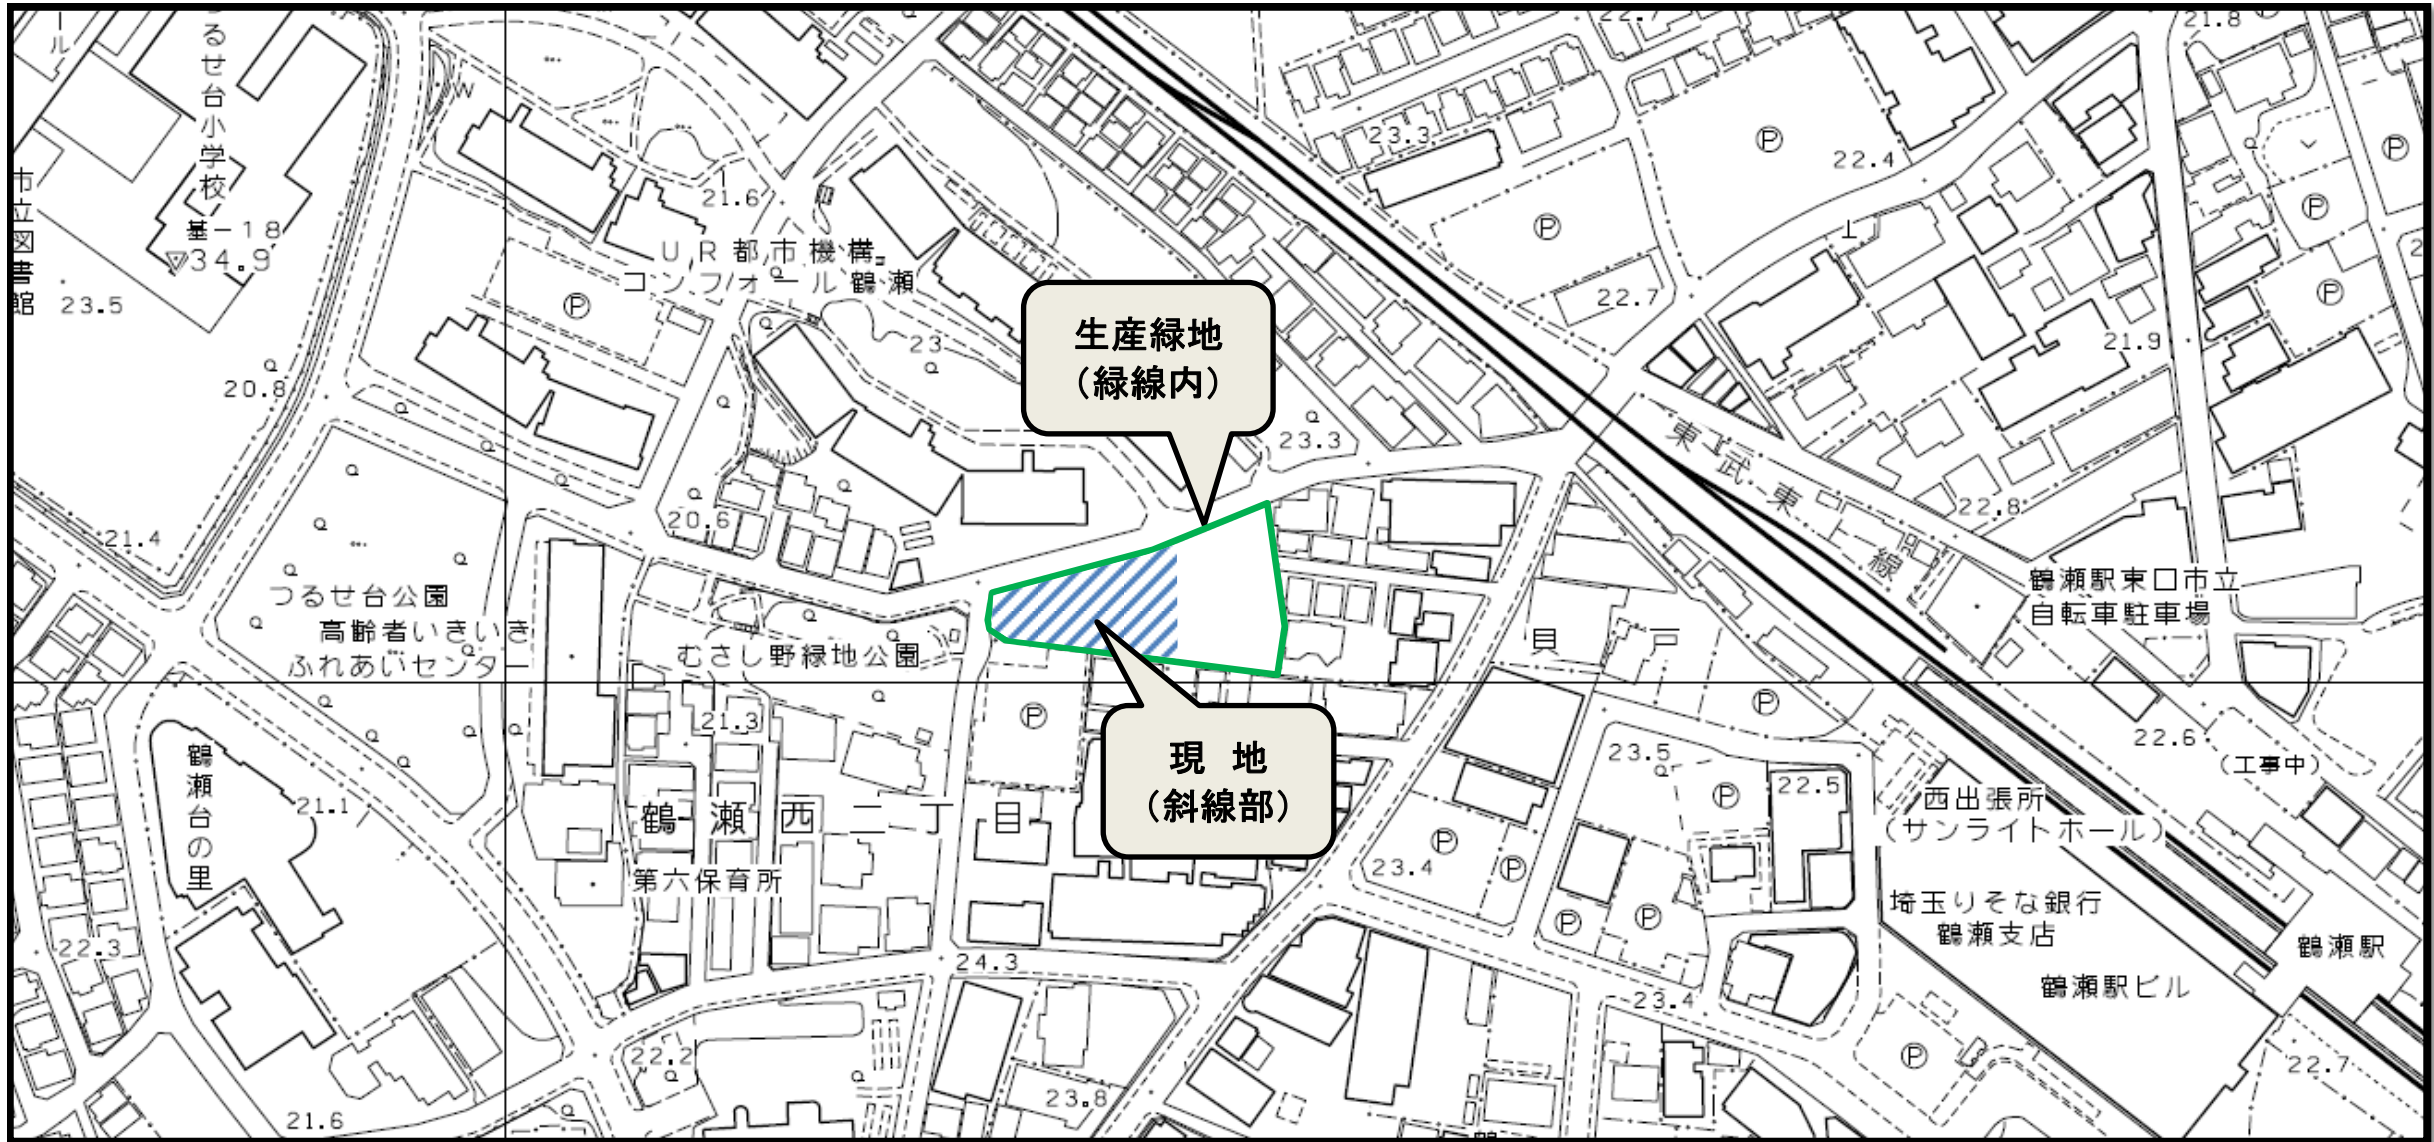 つるせ台小学校
ール
市立図書館
基－18
34.9
23.5
20.8
21.4
W
21.6
UR都市機構
コンフォール鶴瀬
Ⓟ
23
20.6
生産緑地
（緑線内）
23.3
23.3
22.7
22.7
22.4
21.8
21.9
22.8
Ⓟ
Ⓟ
Ⓟ
Ⓟ
Ⓟ
東武東
線
鶴瀬駅東口市立
自転車駐車場
つるせ台公園
高齢者いきいき
ふれあいセンター
むさし野緑地公園
貝戸
現　地
（斜線部）
21.3
Ⓟ
鶴瀬西二丁目
第六保育所
鶴瀬台の里
21.1
22.3
21.6
22.2
24.3
23.8
23.4
23.5
22.5
23.4
22.6
（工事中）
西出張所
（サンライトホール）
埼玉りそな銀行
鶴瀬支店
鶴瀬駅
鶴瀬駅ビル
22.7
Ⓟ
Ⓟ
Ⓟ
Ⓟ
Ⓟ
Ⓟ
Ⓟ